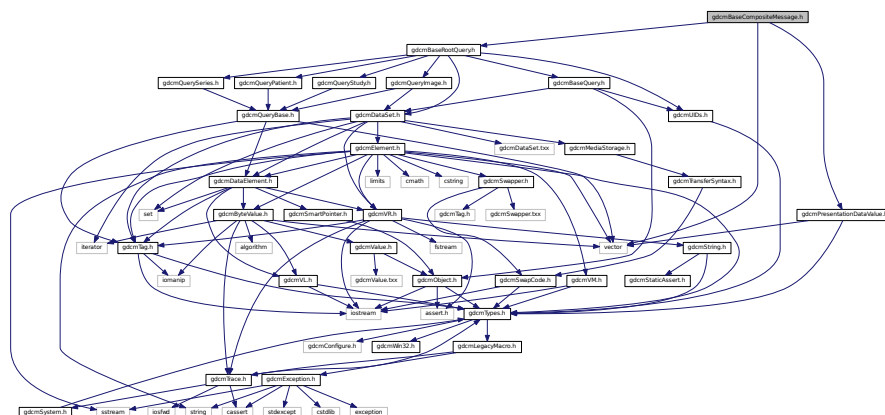 gdcmBaseCompositeMessage.h
gdcmBaseRootQuery.h
gdcmQuerySeries.h
gdcmQueryPatient.h
gdcmQueryStudy.h
gdcmQueryImage.h
gdcmBaseQuery.h
gdcmQueryBase.h
gdcmDataSet.h
gdcmUIDs.h
gdcmElement.h
gdcmDataSet.txx
gdcmMediaStorage.h
gdcmDataElement.h
limits
cmath
cstring
gdcmSwapper.h
gdcmTransferSyntax.h
set
gdcmByteValue.h
gdcmSmartPointer.h
gdcmVR.h
gdcmTag.h
gdcmSwapper.txx
gdcmPresentationDataValue.h
iterator
gdcmTag.h
algorithm
gdcmValue.h
fstream
vector
gdcmString.h
iomanip
gdcmVL.h
gdcmValue.txx
gdcmObject.h
gdcmSwapCode.h
gdcmVM.h
gdcmStaticAssert.h
iostream
assert.h
gdcmTypes.h
gdcmConfigure.h
gdcmWin32.h
gdcmLegacyMacro.h
gdcmTrace.h
gdcmException.h
gdcmSystem.h
sstream
iosfwd
string
cassert
stdexcept
cstdlib
exception